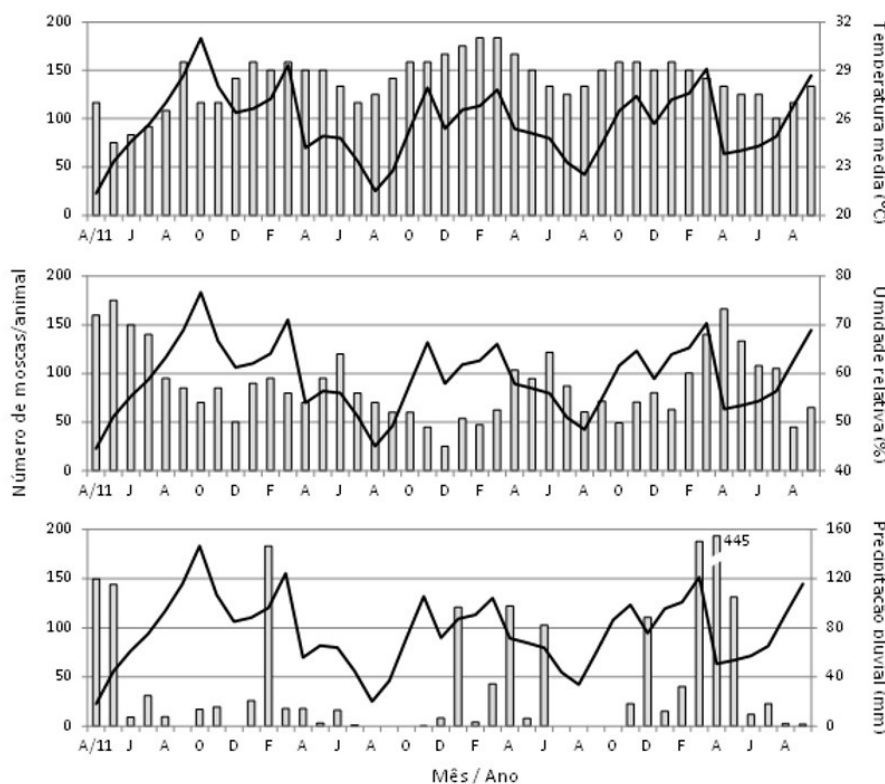 200 150 100 50 0
32 29 26 23 20
Temperatura media (°C)
A/11 J A O D F A J A O D F A J A O D F A J A
Número de moscas/animal
200 150 100 50 0
80 70 60 50 40
Umidade relativa (%)
A/11 J A O D F A J A O D F A J A O D F A J A
200 150 100 50 0
445
160 120 80 40 0
Precipitação pluvial (mm)
A/11 J A O D F A J A O D F A J A O D F A J A
Mês / Ano